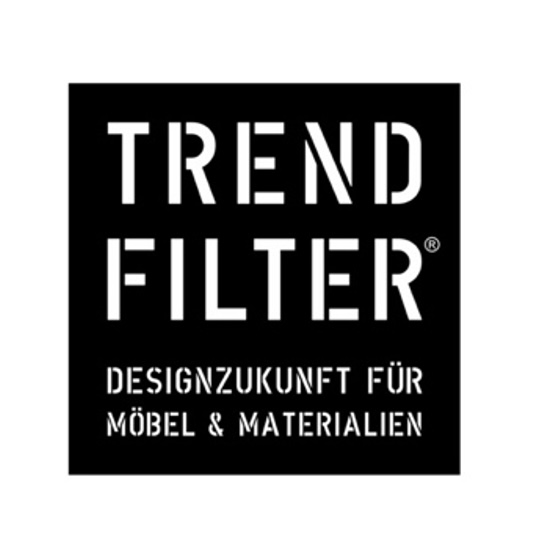 TREND
FILTER®
DESIGNZUKUNFT FÜR
MÖBEL & MATERIALIEN